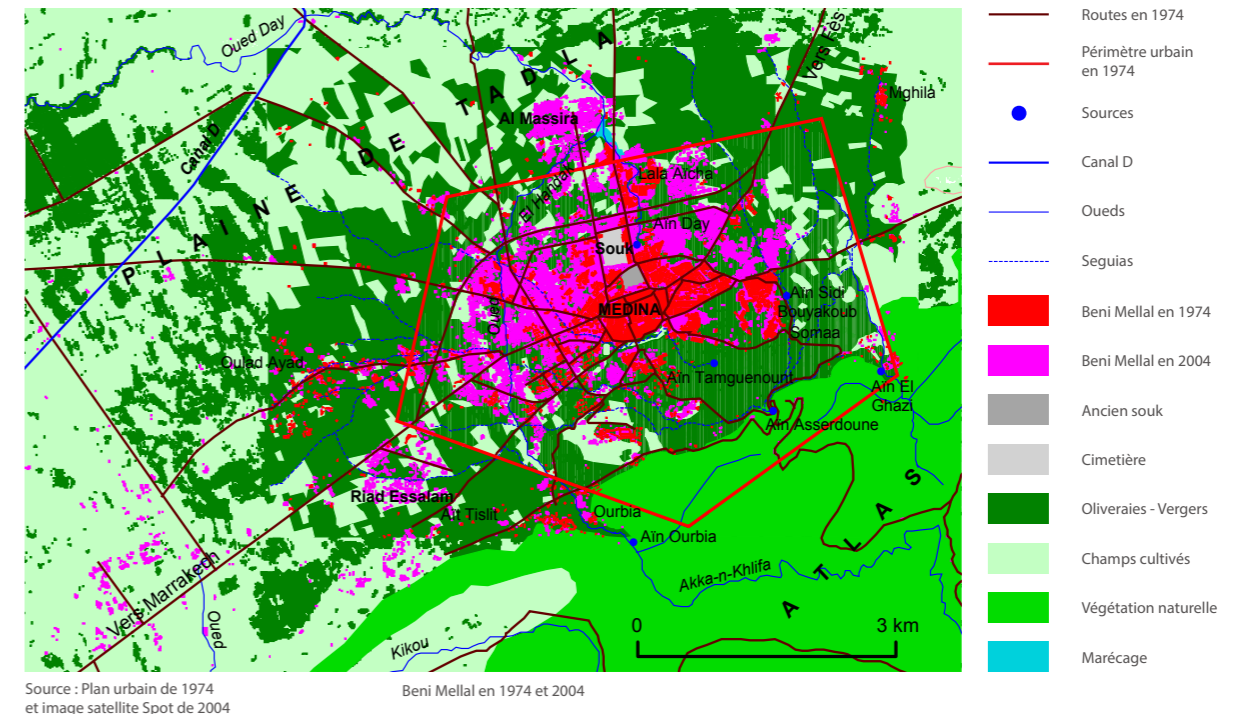 Oued Day
Vers Fès
PLAINE DE TADLA
Canal D
Al Massira
Mghila
El Handak
Lala Aïcha
Aïn Day
Souk
Oued
MEDINA
Aïn Sidi
Bouyakoub
Somaa
Oulad Ayad
Aïn Tamguenount
Aïn El
Ghazi
Aïn Asserdoune
Riad Essalam
Aït Tislit
Ourbia
Aïn Ourbia
Akka-n-Khlifa
ATLAS
Vers Marrakech
Oued
Kikou
0 3 km
Routes en 1974
Périmètre urbain
en 1974
Sources
Canal D
Oueds
Seguias
Beni Mellal en 1974
Beni Mellal en 2004
Ancien souk
Cimetière
Oliveraies - Vergers
Champs cultivés
Végétation naturelle
Marécage
Source : Plan urbain de 1974
et image satellite Spot de 2004
Beni Mellal en 1974 et 2004